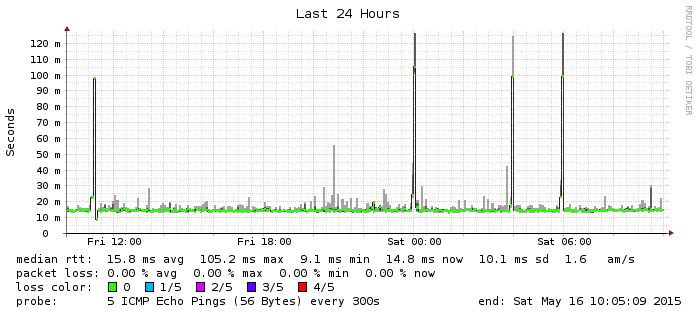 Last 24 Hours
RRDTOOL / TOBI OETIKER
Seconds
120 m
110 m
100 m
90 m
80 m
70 m
60 m
50 m
40 m
30 m
20 m
10 m
0
Fri 12:00 Fri 18:00 Sat 00:00 Sat 06:00
median rtt: 15.8 ms avg 105.2 ms max 9.1 ms min 14.8 ms now 10.1 ms sd 1.6 am/s
packet loss: 0.00 % avg 0.00 % max 0.00 % min 0.00 % now
loss color: 0 1/5 2/5 3/5 4/5
probe: 5 ICMP Echo Pings (56 Bytes) every 300s end: Sat May 16 10:05:09 2015